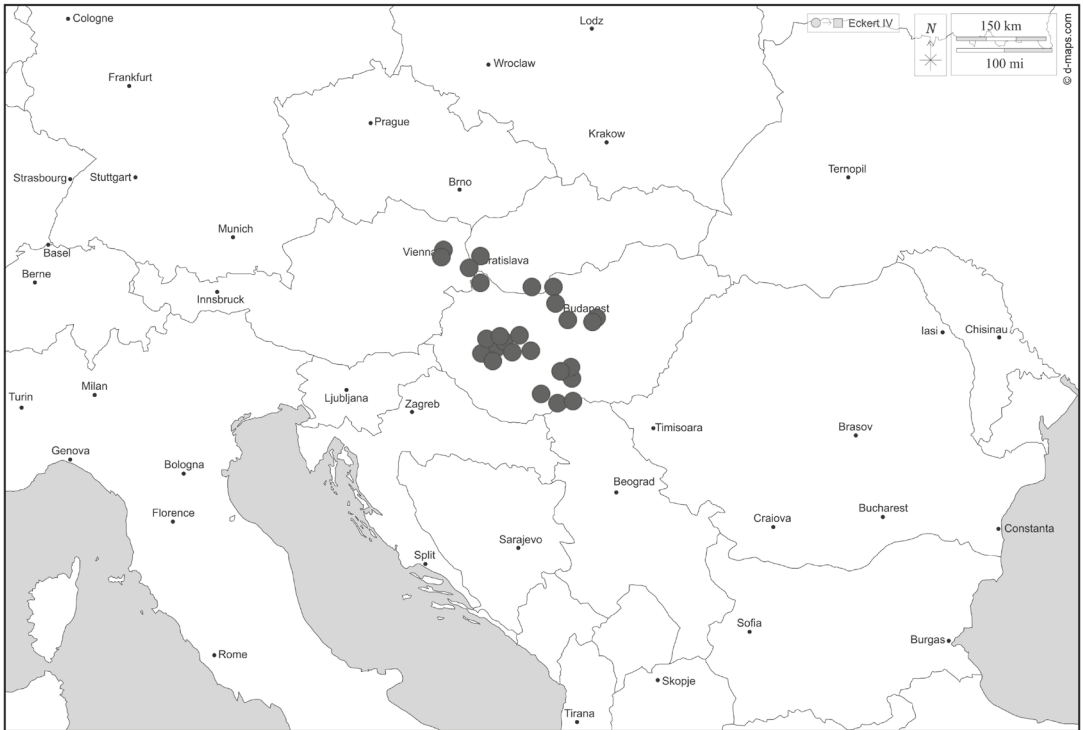 Cologne
Lodz
Eckert IV
N
150 km
100 mi
© d-maps.com
Wroclaw
Frankfurt
Prague
Krakow
Strasbourg
Stuttgart
Brno
Ternopil
Munich
Basel
Vienna
ratislava
Berne
Innsbruck
Budapest
Iasi
Chisinau
Milan
Turin
Ljubljana
Zagreb
Timisoara
Brasov
Genova
Bologna
Beograd
Florence
Craiova
Bucharest
Constanta
Sarajevo
Split
Sofia
Burgas
Rome
Skopje
Tirana